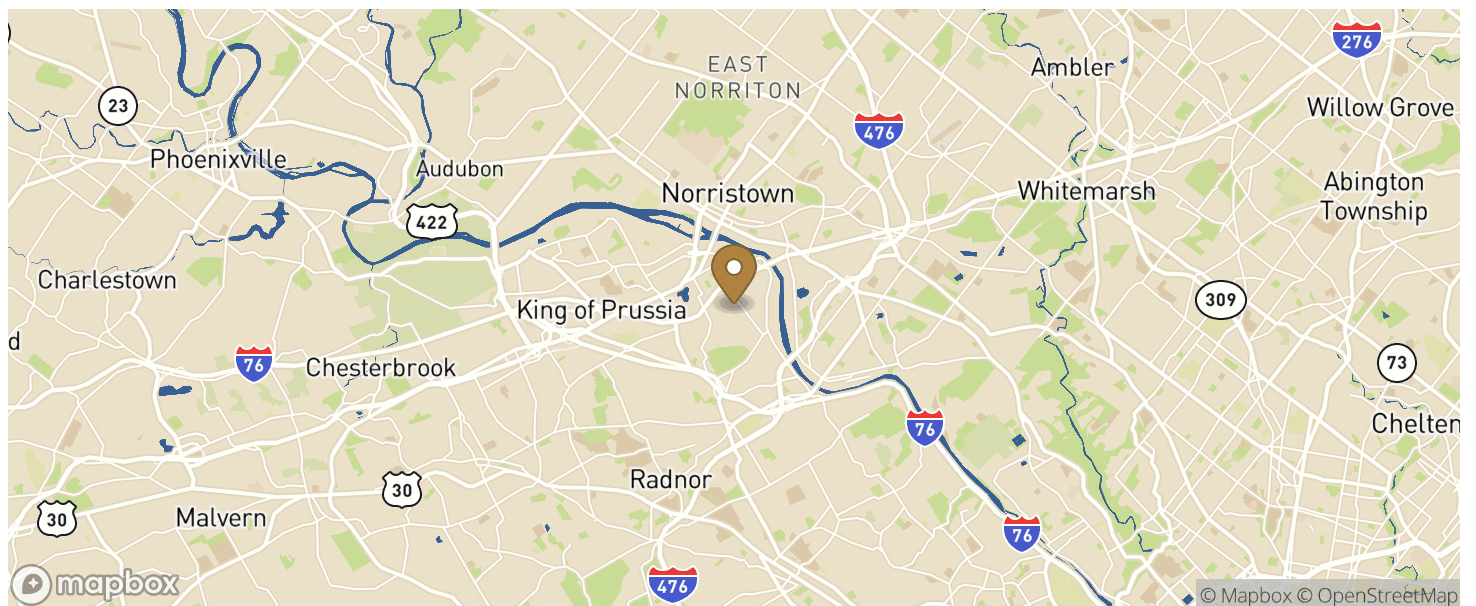 276
EAST
NORRITON
Ambler
23
Willow Grove
476
Phoenixville
Audubon
Norristown
Whitemarsh
Abington
Township
422
Charlestown
King of Prussia
309
d
76
Chesterbrook
73
76
Chelten
Radnor
30
30
Malvern
76
476
mapbox
© Mapbox © OpenStreetMap